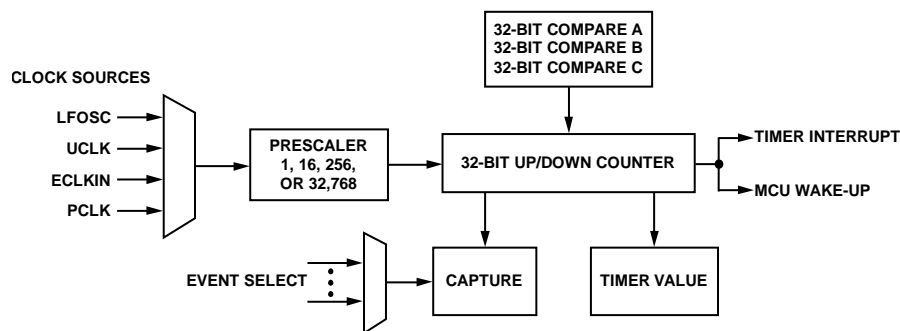 32-BIT COMPARE A
32-BIT COMPARE B
32-BIT COMPARE C
CLOCK SOURCES
LFOSC
UCLK
ECLKIN
PCLK
PRESCALER
1, 16, 256,
OR 32,768
32-BIT UP/DOWN COUNTER
TIMER INTERRUPT
MCU WAKE-UP
EVENT SELECT
CAPTURE
TIMER VALUE